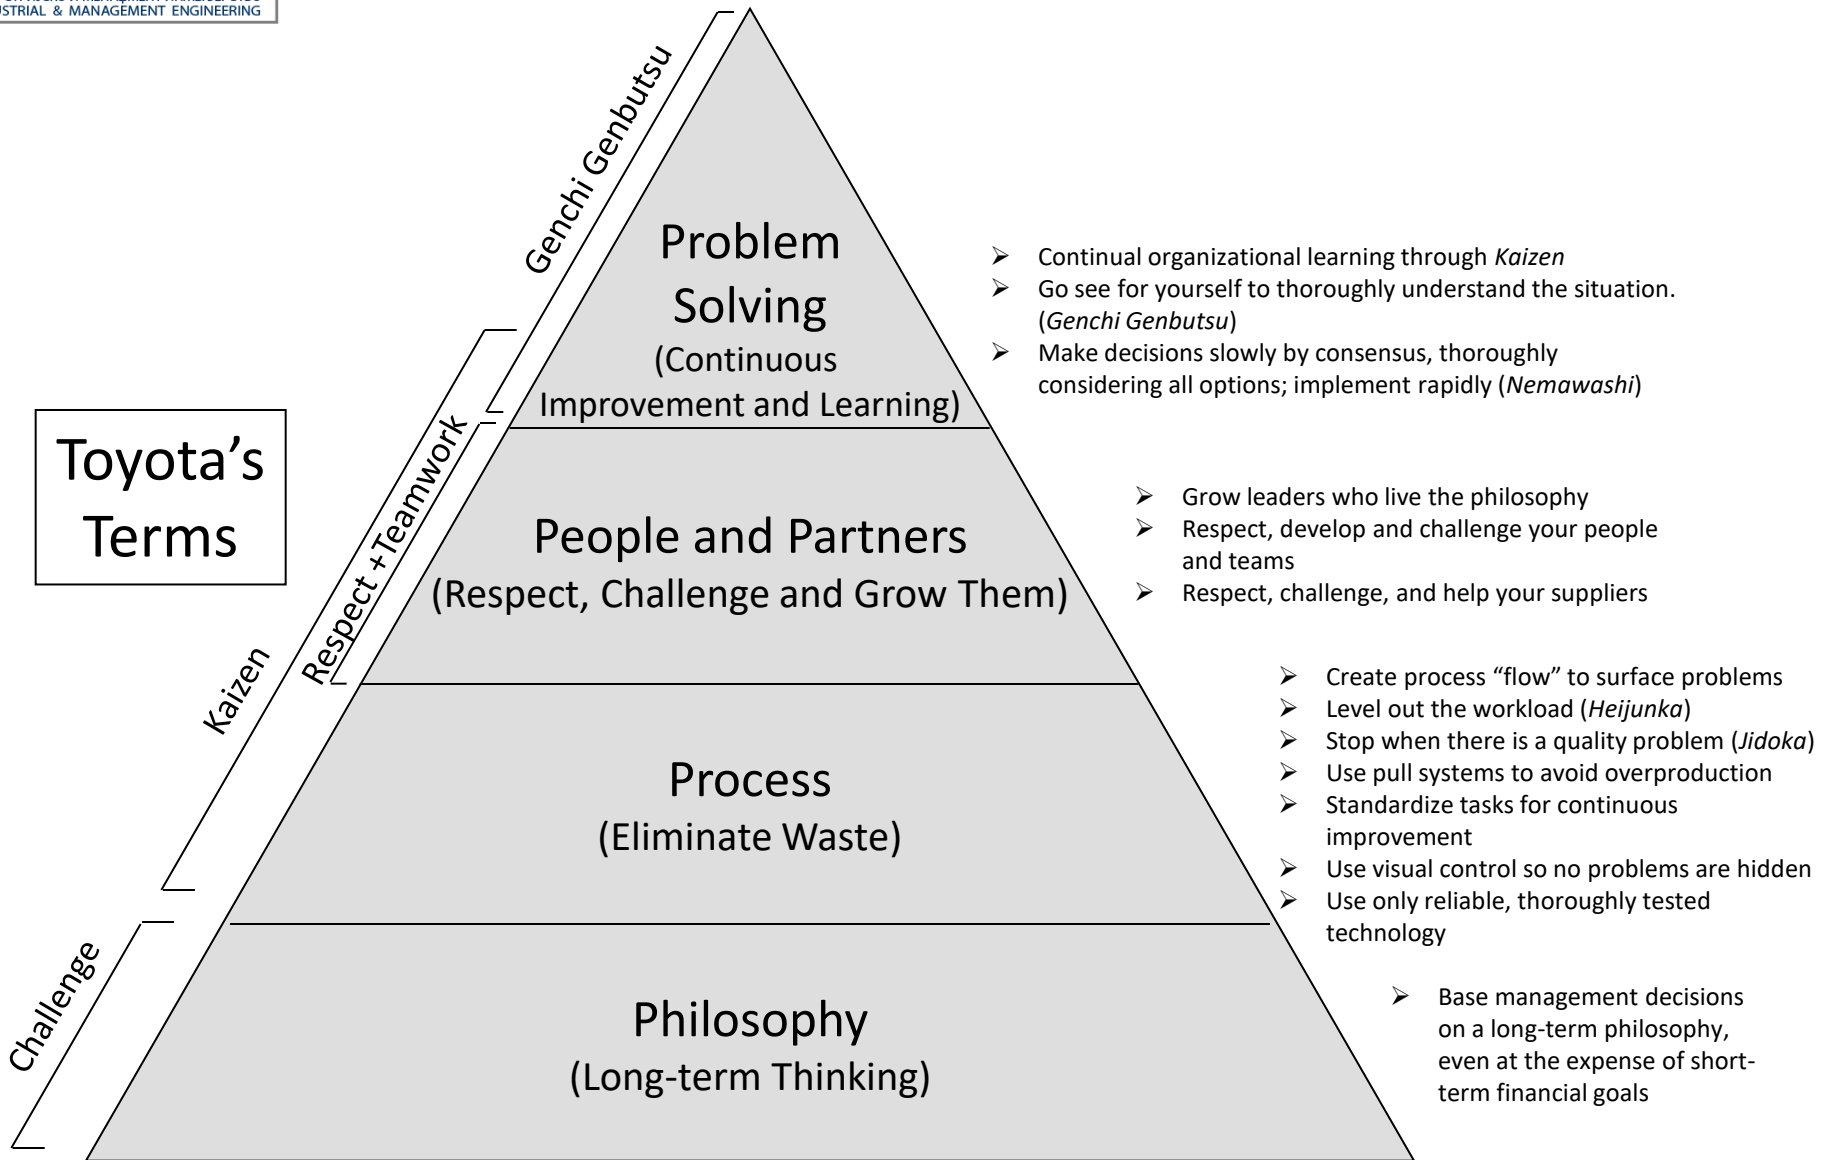 INDUSTRIAL & MANAGEMENT ENGINEERING
Genchi Genbutsu
Problem
Solving
(Continuous
Improvement and Learning)
➢ Continual organizational learning through Kaizen
➢ Go see for yourself to thoroughly understand the situation.
(Genchi Genbutsu)
➢ Make decisions slowly by consensus, thoroughly
considering all options; implement rapidly (Nemawashi)
Toyota’s
Terms
Respect +Teamwork
People and Partners
(Respect, Challenge and Grow Them)
➢ Grow leaders who live the philosophy
➢ Respect, develop and challenge your people
and teams
➢ Respect, challenge, and help your suppliers
Kaizen
Process
(Eliminate Waste)
➢ Create process “flow” to surface problems
➢ Level out the workload (Heijunka)
➢ Stop when there is a quality problem (Jidoka)
➢ Use pull systems to avoid overproduction
➢ Standardize tasks for continuous
improvement
➢ Use visual control so no problems are hidden
➢ Use only reliable, thoroughly tested
technology
Challenge
Philosophy
(Long-term Thinking)
➢ Base management decisions
on a long-term philosophy,
even at the expense of short-
term financial goals